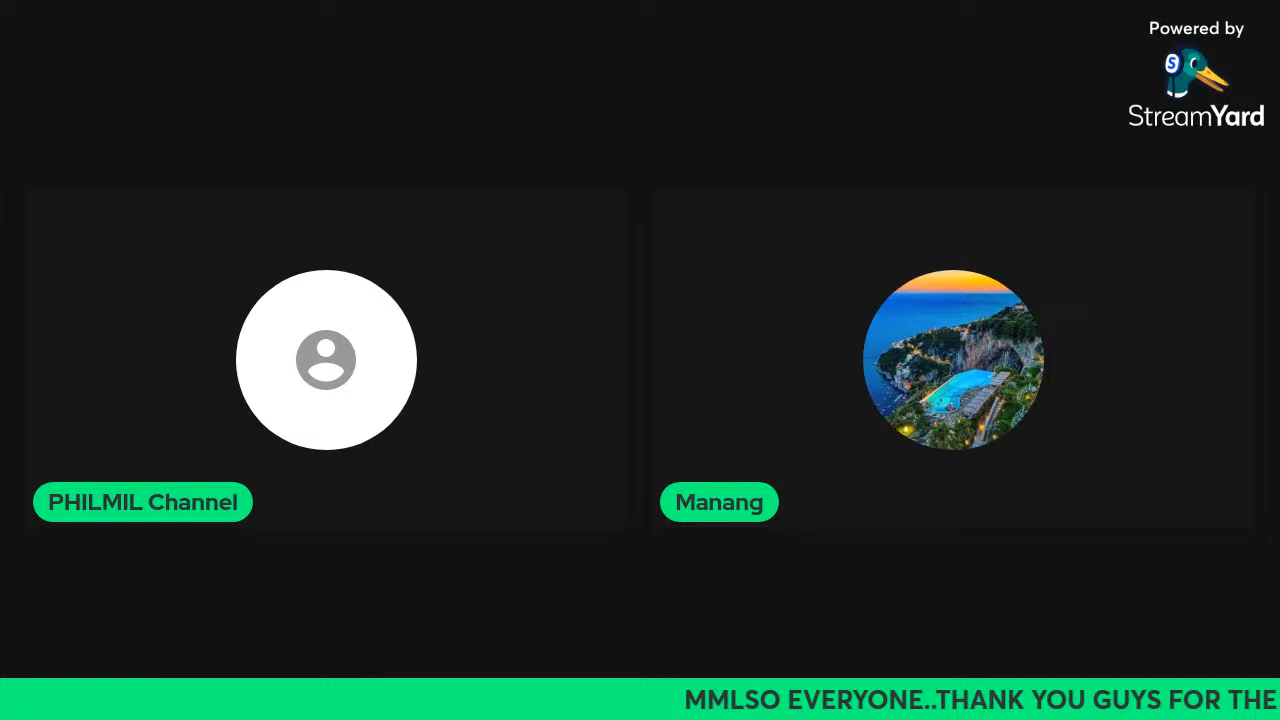 Powered by
S
StreamYard
PHILMIL Channel
Manang
MMLSO EVERYONE..THANK YOU GUYS FOR THE